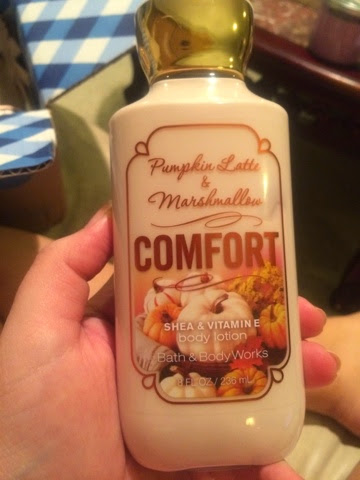 Pumpkin Latte
&
Marshmallow
COMFORT
SHEA & VITAMIN E
body lotion
Bath & Body Works
8 FL OZ / 236 mL